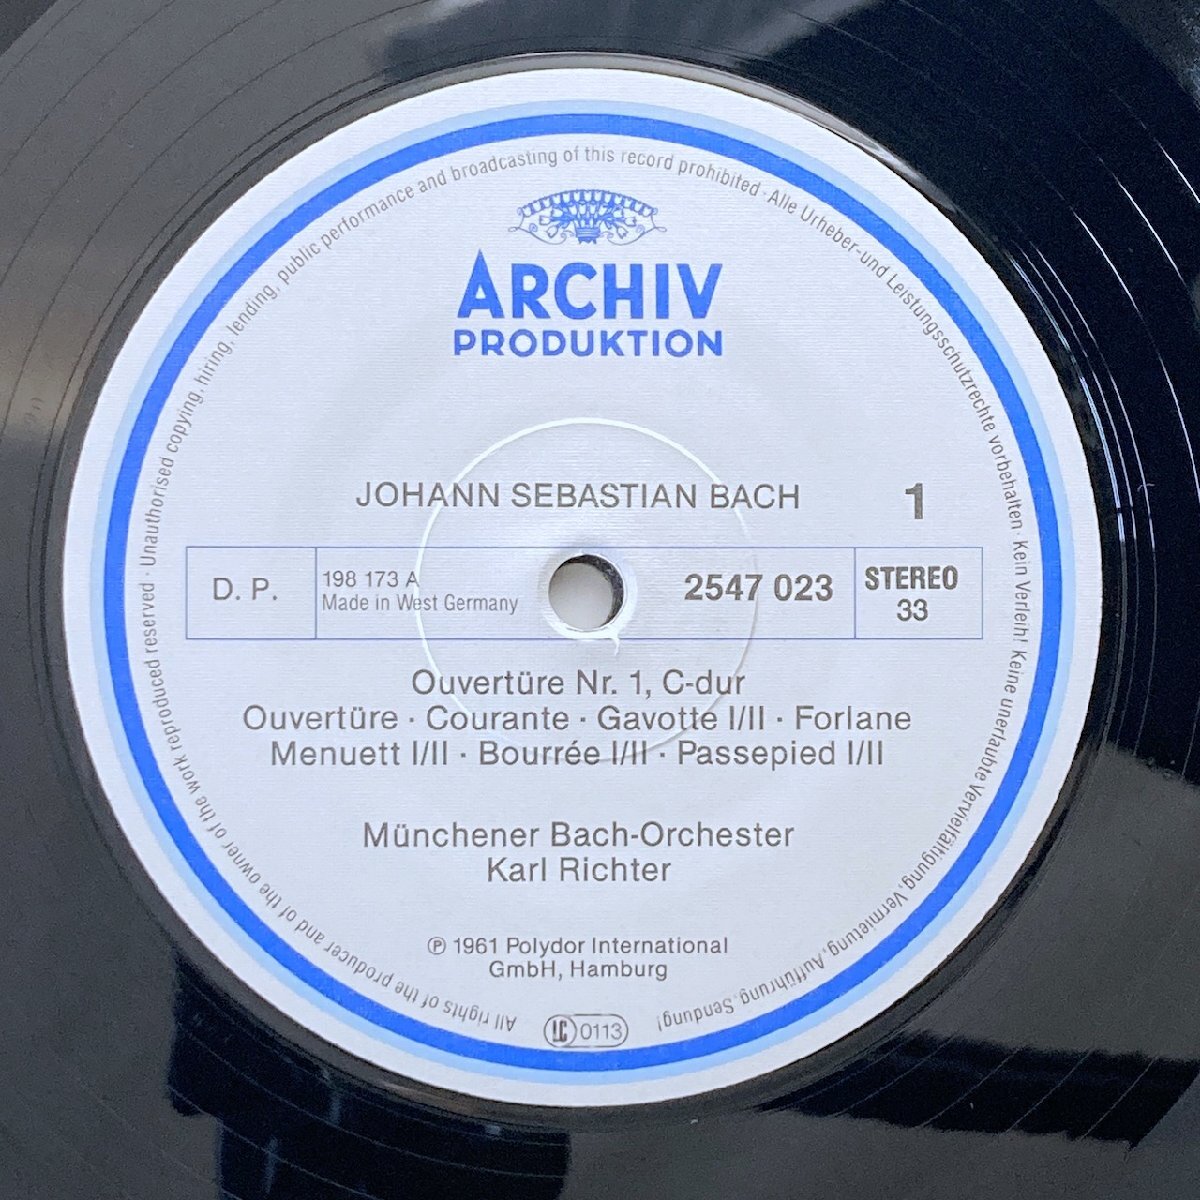 All rights of the producer and of the owner of the work reproduced reserved · Unauthorised copying, hiring, lending, public performance and broadcasting of this record prohibited · Alle Urheber- und Leistungsschutzrechte vorbehalten · Kein Verleih! Keine unerlaubte Vervielfältigung, Vermietung, Aufführung, Sendung!
ARCHIV
PRODUKTION
JOHANN SEBASTIAN BACH
1
D. P.
198 173 A
Made in West Germany
2547 023
STEREO
33
Ouvertüre Nr. 1, C-dur
Ouvertüre · Courante · Gavotte I/II · Forlane
Menuett I/II · Bourrée I/II · Passepied I/II
Münchener Bach-Orchester
Karl Richter
℗ 1961 Polydor International
GmbH, Hamburg
LC 0113